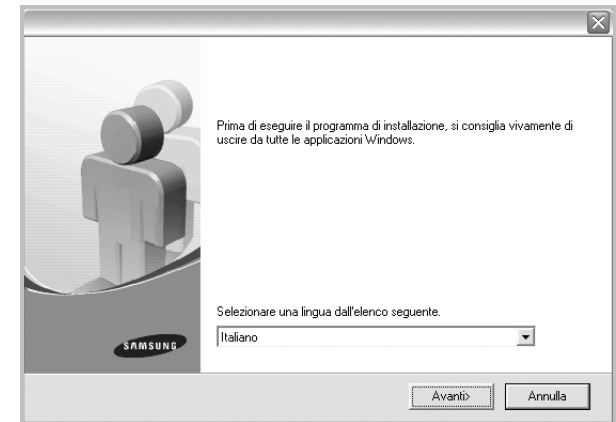 Prima di eseguire il programma di installazione, si consiglia vivamente di
uscire da tutte le applicazioni Windows.
Selezionare una lingua dall'elenco seguente.
Italiano
SAMSUNG
Avanti>
Annulla